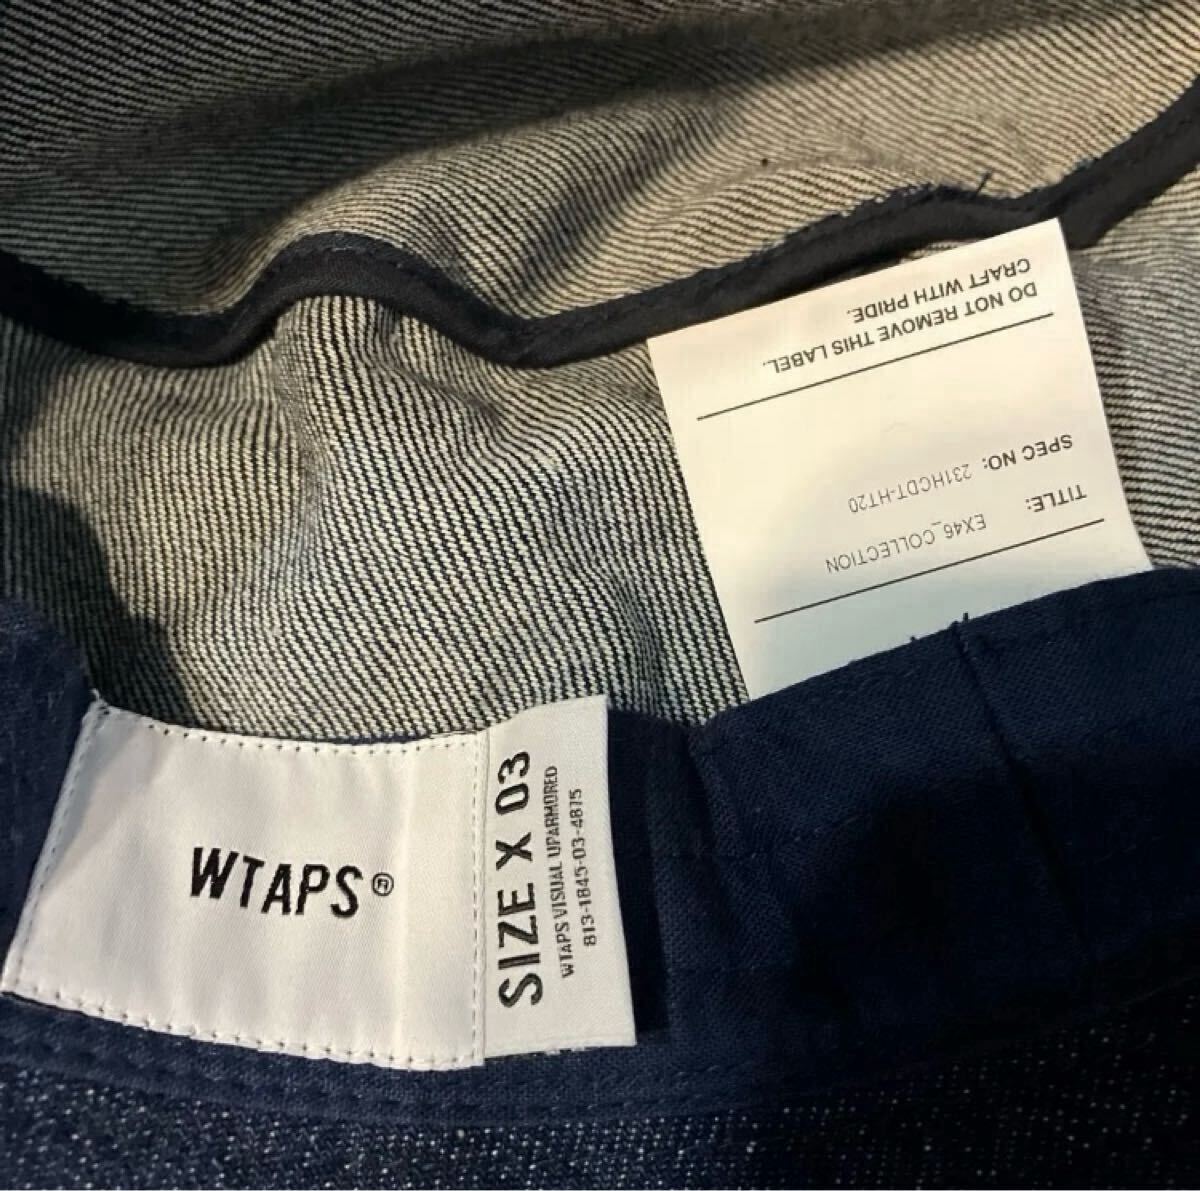 CRAFT WITH PRIDE.
DO NOT REMOVE THIS LABEL.
SPEC NO: 231HCDT-HT20
TITLE: EX46_COLLECTION
WTAPS®
SIZE X 03
WTAPS VISUAL UPARMORED
813-1845-03-4875